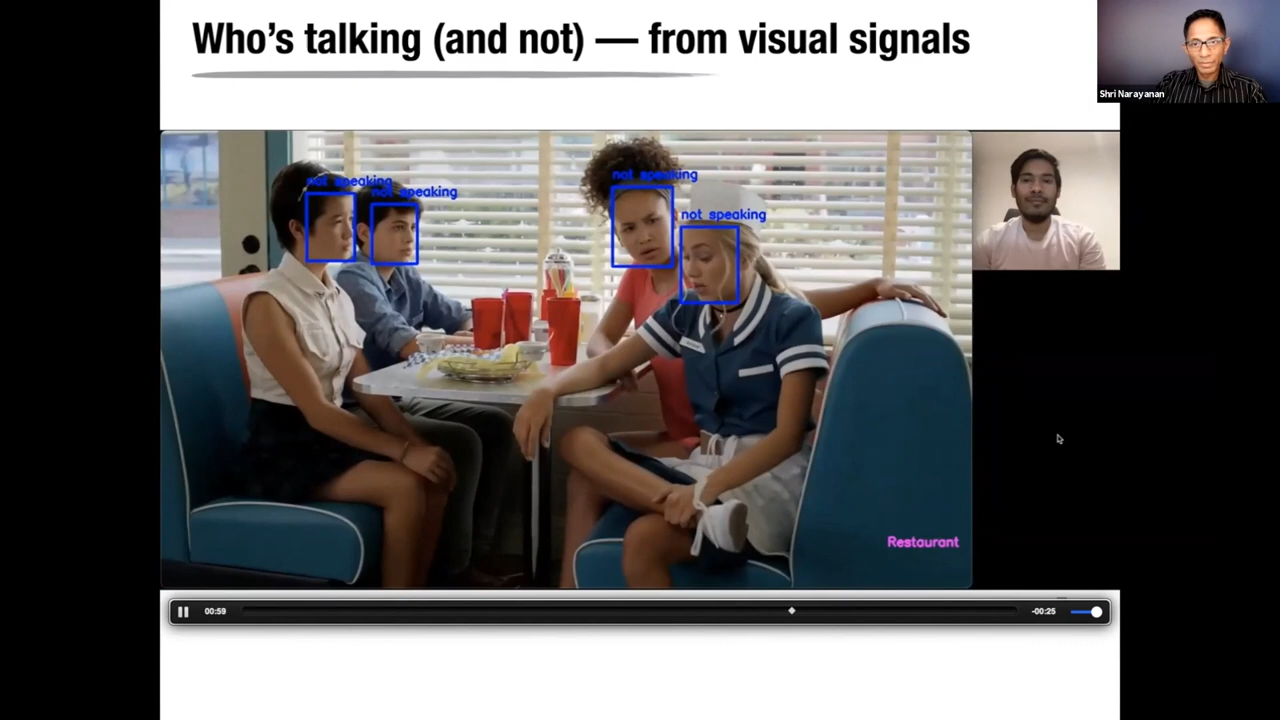 Who's talking (and not) — from visual signals
Shri Narayanan
not speaking
not speaking
not speaking
not speaking
Restaurant
00:59
-00:25